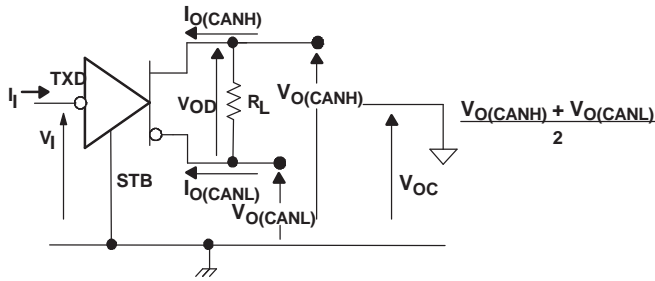 I_O(CANH)
TXD
I_I
V_OD
R_L
V_O(CANH)
V_O(CANH) + V_O(CANL)
2
V_I
STB
I_O(CANL)
V_O(CANL)
V_OC